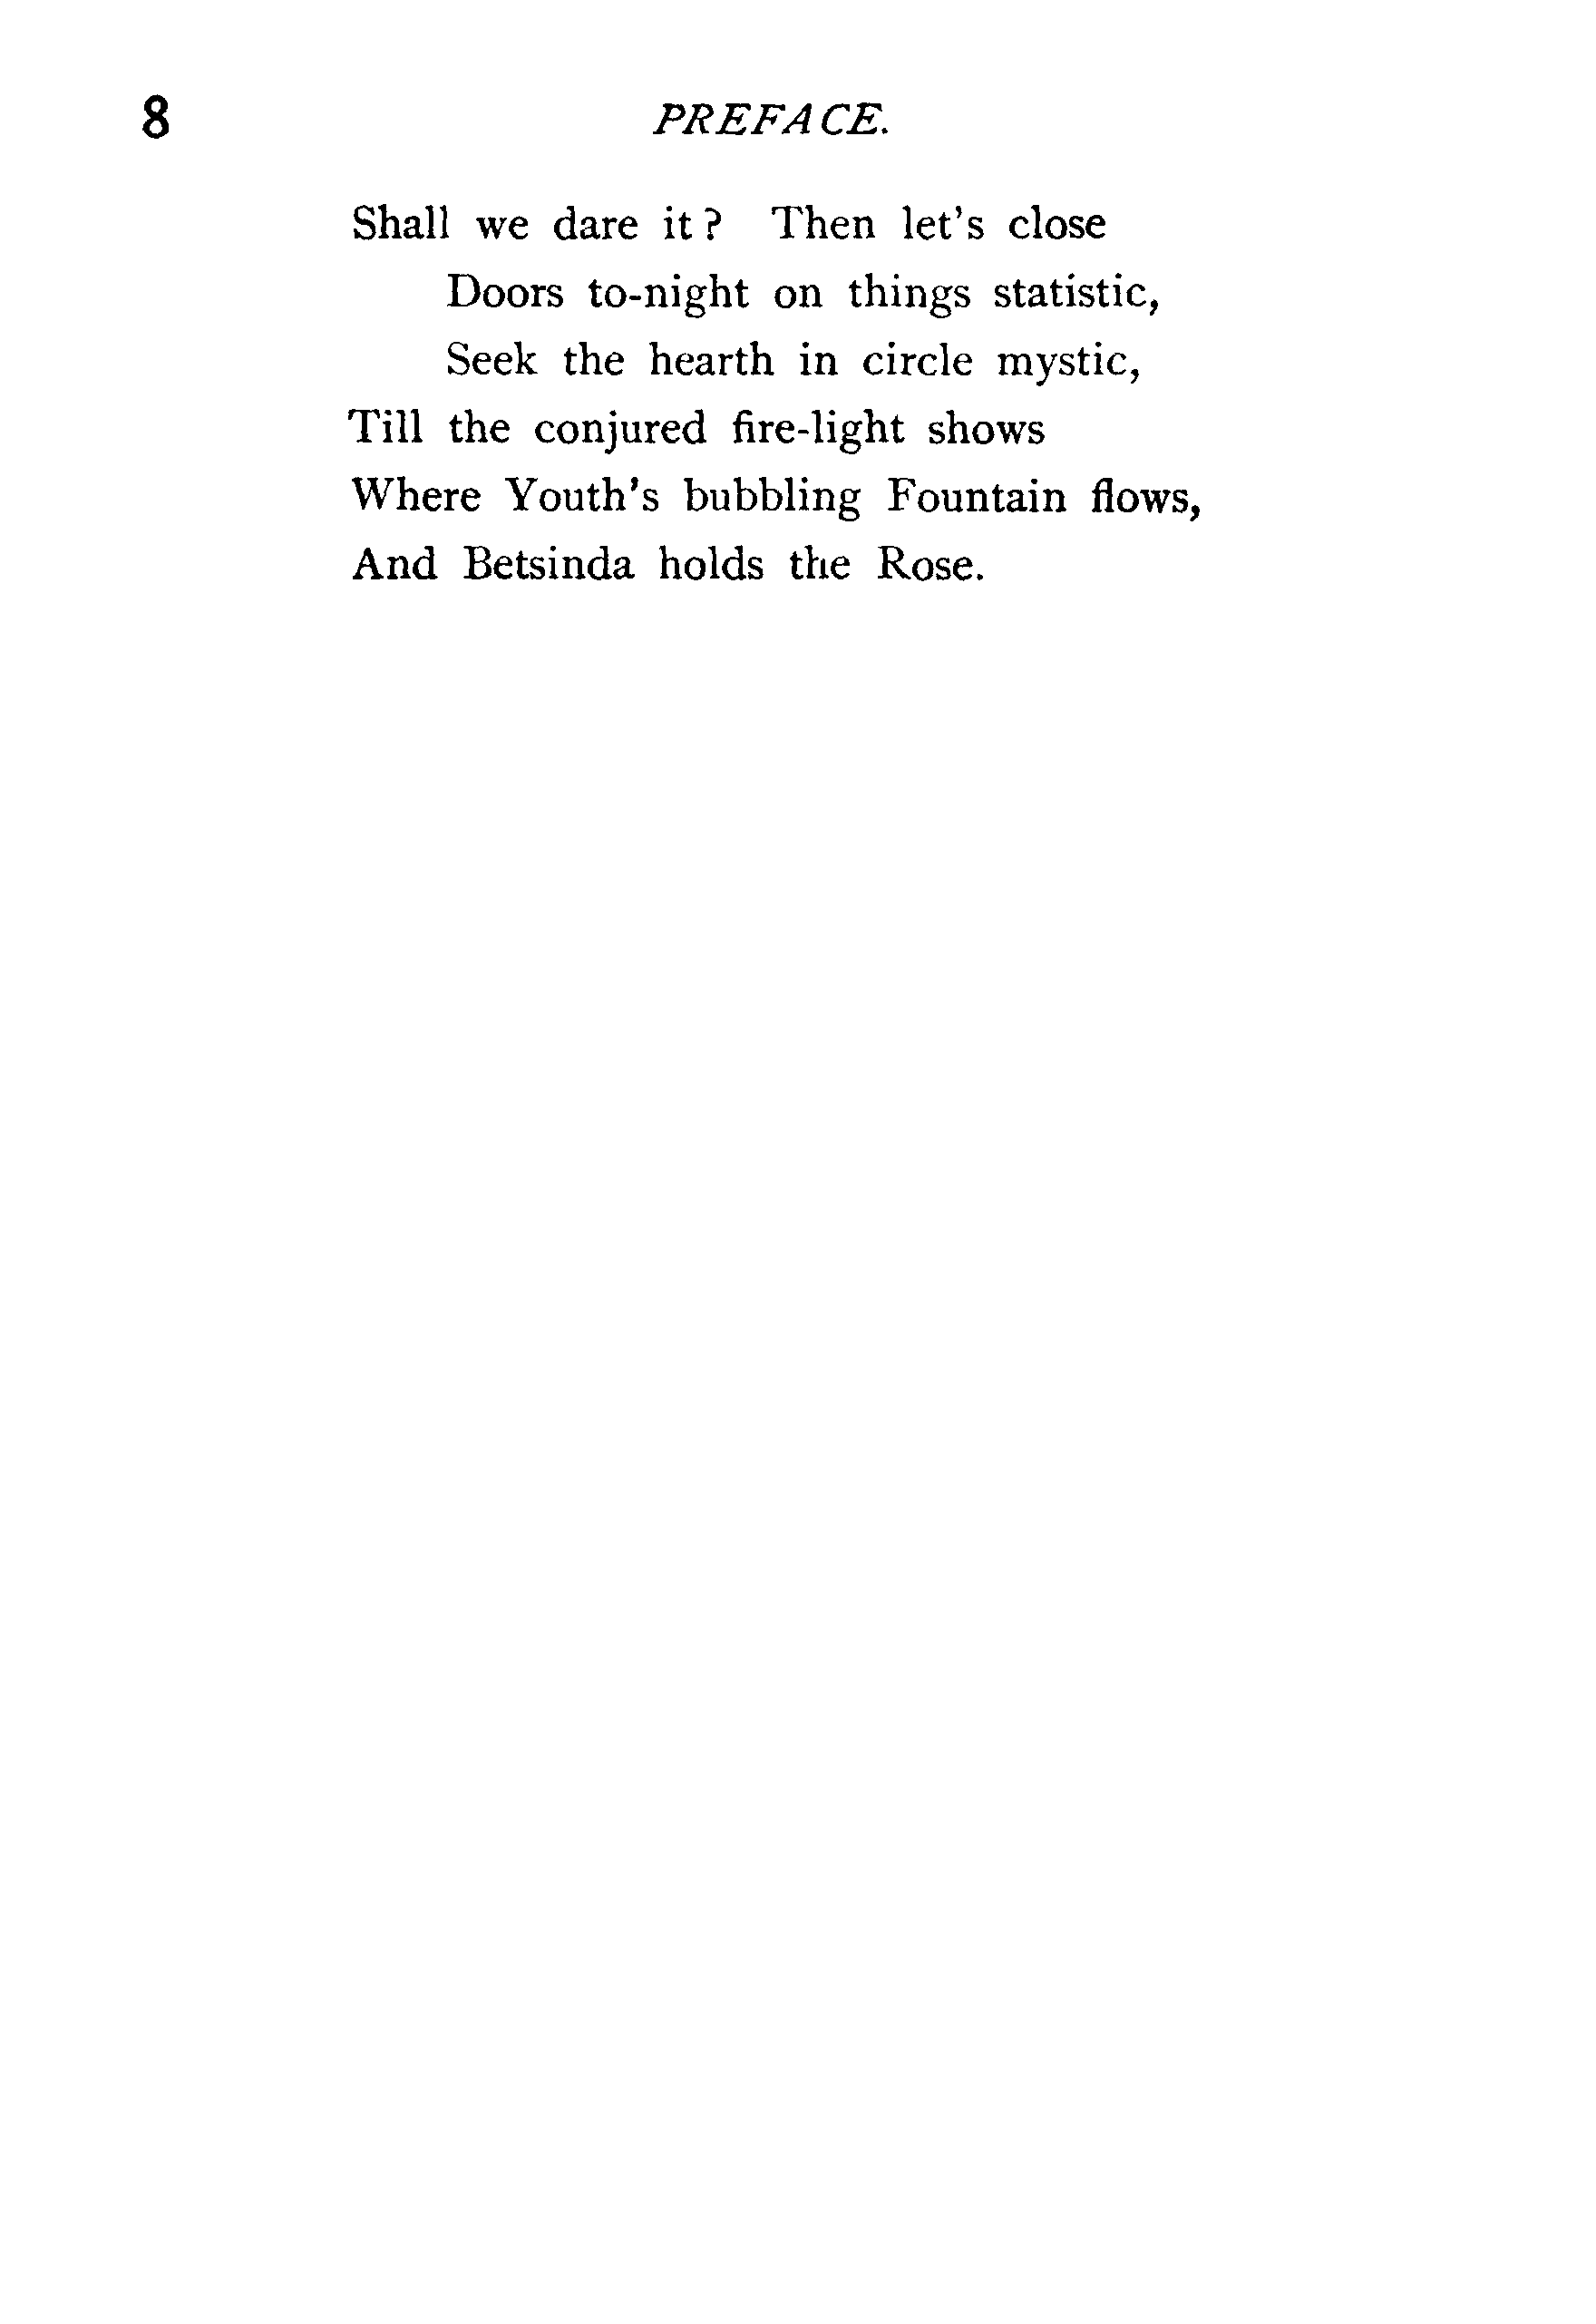 8 PREFACE.
Shall we dare it? Then let's close
Doors to-night on things statistic,
Seek the hearth in circle mystic,
Till the conjured fire-light shows
Where Youth's bubbling Fountain flows,
And Betsinda holds the Rose.